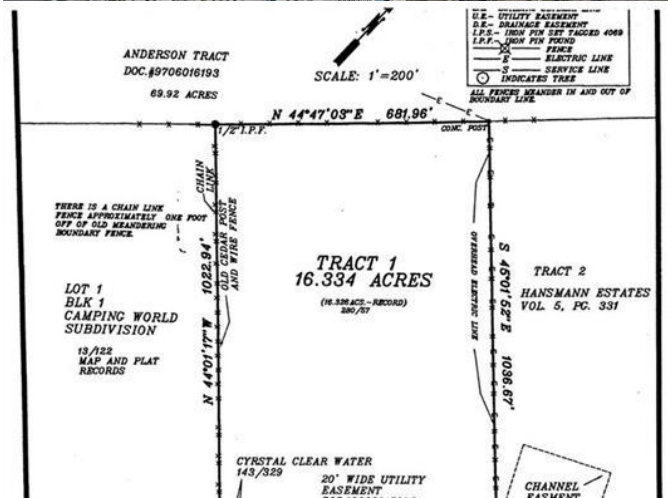 U.E.- UTILITY EASEMENT
D.E.- DRAINAGE EASEMENT
I.P.S.- IRON PIN SET TAGGED 4069
I.P.F.- IRON PIN FOUND
FENCE
E ELECTRIC LINE
S SERVICE LINE
INDICATES TREE
ALL FENCES MEANDER IN AND OUT OF
BOUNDARY LINE.
ANDERSON TRACT
DOC.#9706016193
69.92 ACRES
SCALE: 1"=200'
N 44°47'03" E 681.96'
1/2" I.P.F.
CONC. POST
CHAIN
LINK
THERE IS A CHAIN LINK
FENCE APPROXIMATELY ONE FOOT
OFF OF OLD MEANDERING
BOUNDARY FENCE.
OLD CEDAR POST
AND WIRE FENCE
N 44°01'17" W 1022.94'
TRACT 1
16.334 ACRES
(16.326ACS.-RECORD)
280/57
OVERHEAD ELECTRIC LINE
S 45°01'52" E 1036.67'
TRACT 2
HANSMANN ESTATES
VOL. 5, PG. 331
LOT 1
BLK 1
CAMPING WORLD
SUBDIVISION
13/122
MAP AND PLAT
RECORDS
CYRSTAL CLEAR WATER
143/329
20' WIDE UTILITY
EASEMENT
CHANNEL
EASMENT